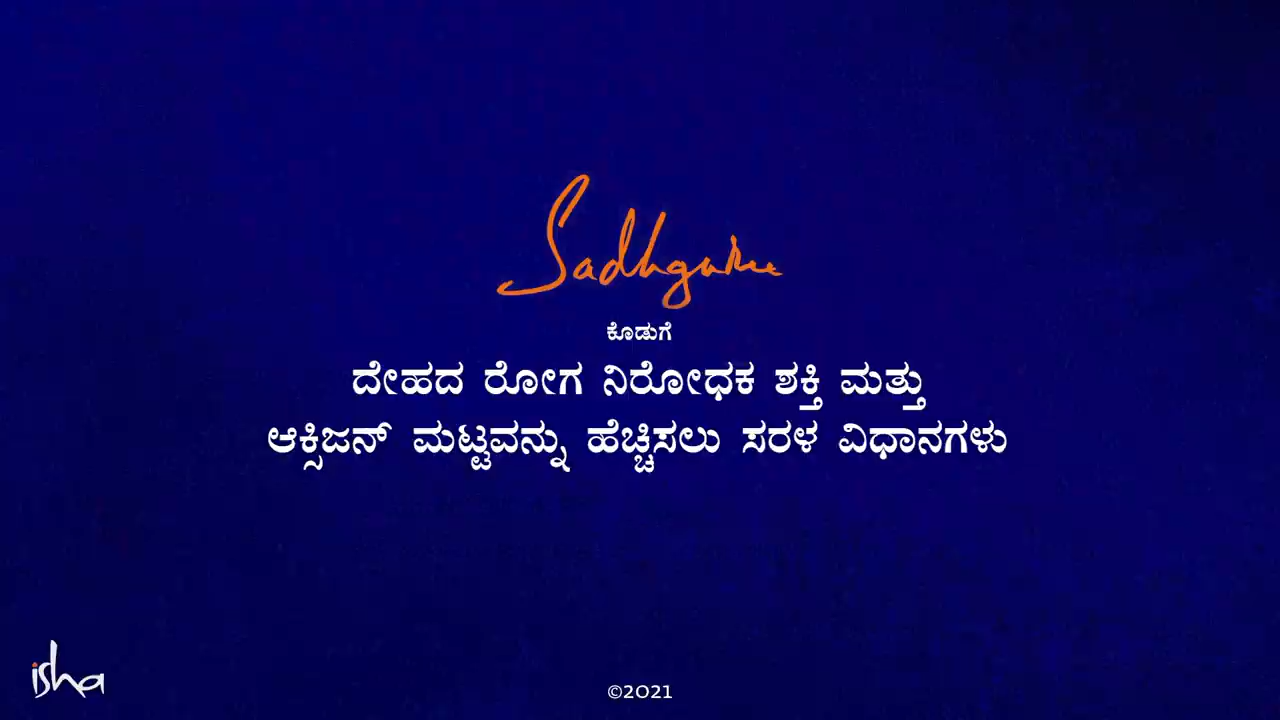 Sadhguru
ಕೊಡುಗೆ
ದೇಹದ ರೋಗ ನಿರೋಧಕ ಶಕ್ತಿ ಮತ್ತು
ಆಕ್ಸಿಜನ್ ಮಟ್ಟವನ್ನು ಹೆಚ್ಚಿಸಲು ಸರಳ ವಿಧಾನಗಳು
isha
©2021